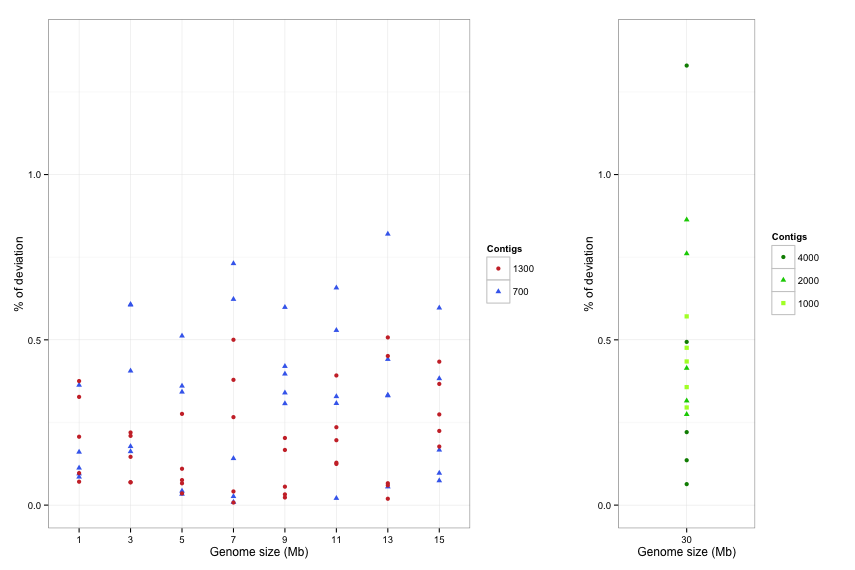 1.0
0.5
0.0
% of deviation
1 3 5 7 9 11 13 15
Genome size (Mb)
Contigs
1300
700
1.0
0.5
0.0
% of deviation
30
Genome size (Mb)
Contigs
4000
2000
1000